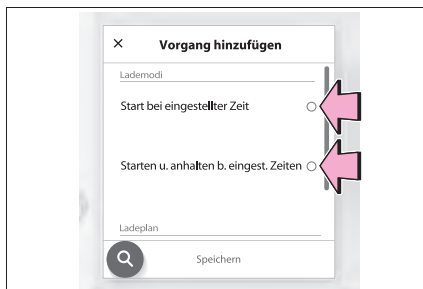 Vorgang hinzufügen
Lademodi
Start bei eingestellter Zeit
Starten u. anhalten b. eingest. Zeiten
Ladeplan
Speichern